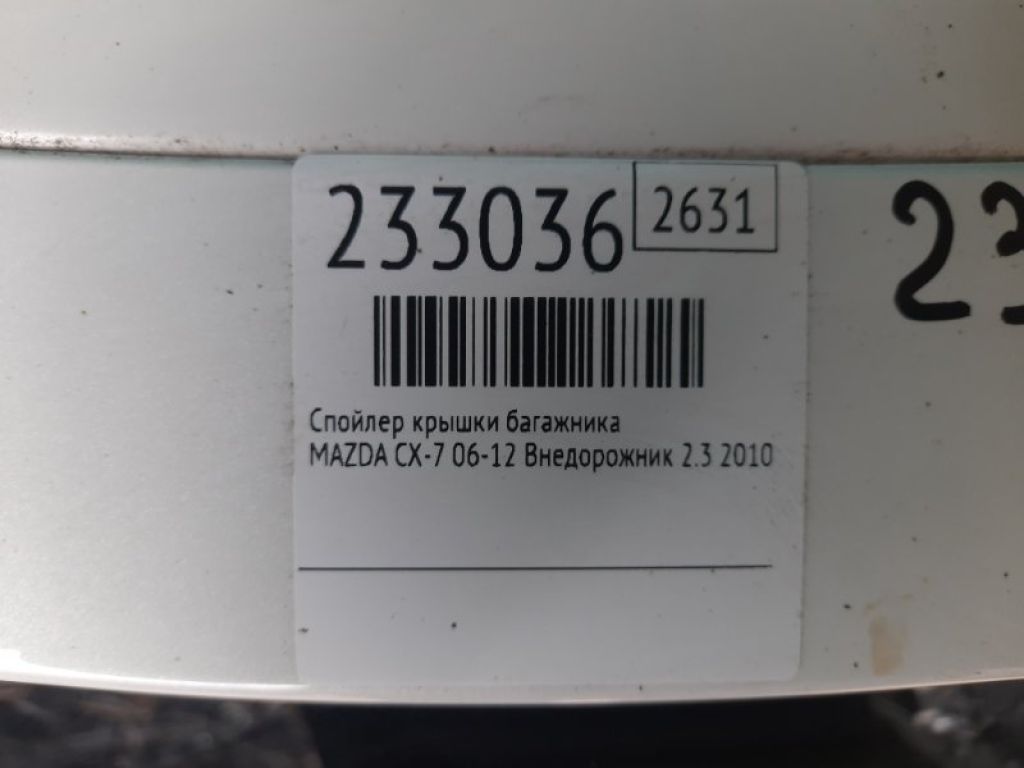 233036 2631
Спойлер крышки багажника
MAZDA CX-7 06-12 Внедорожник 2.3 2010